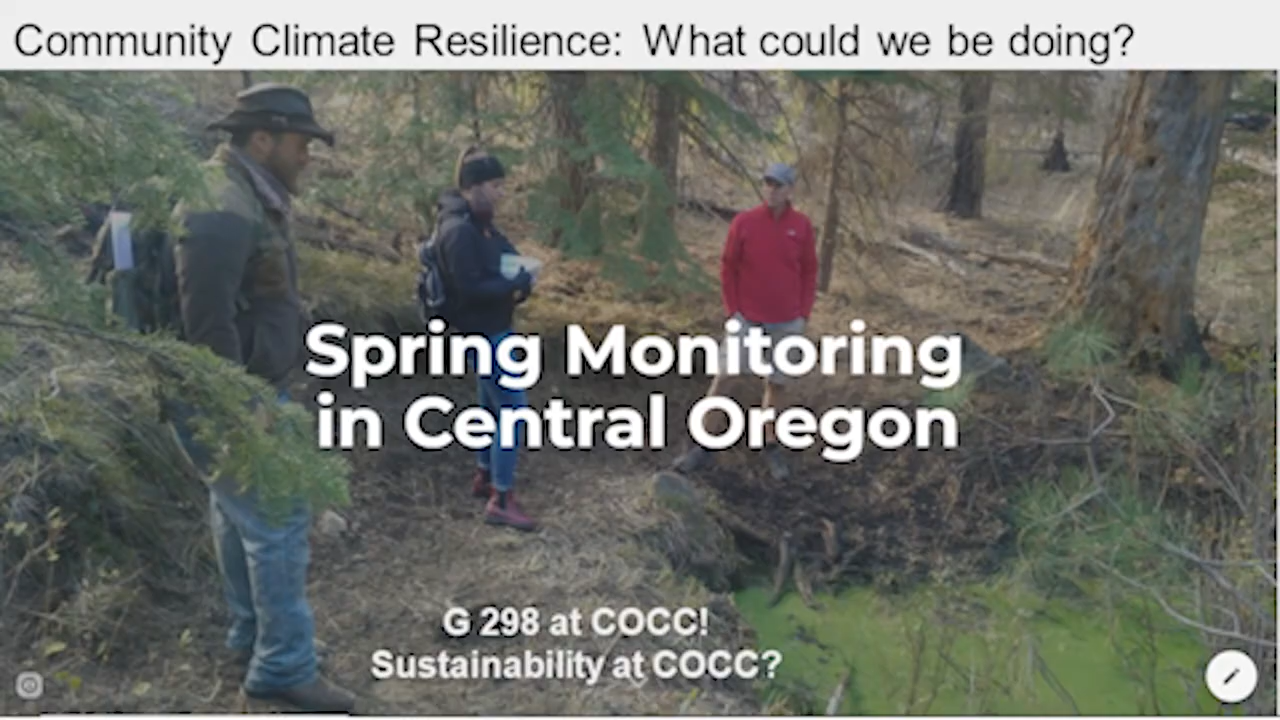 Community Climate Resilience: What could we be doing?
Spring Monitoring
in Central Oregon
G 298 at COCC!
Sustainability at COCC?